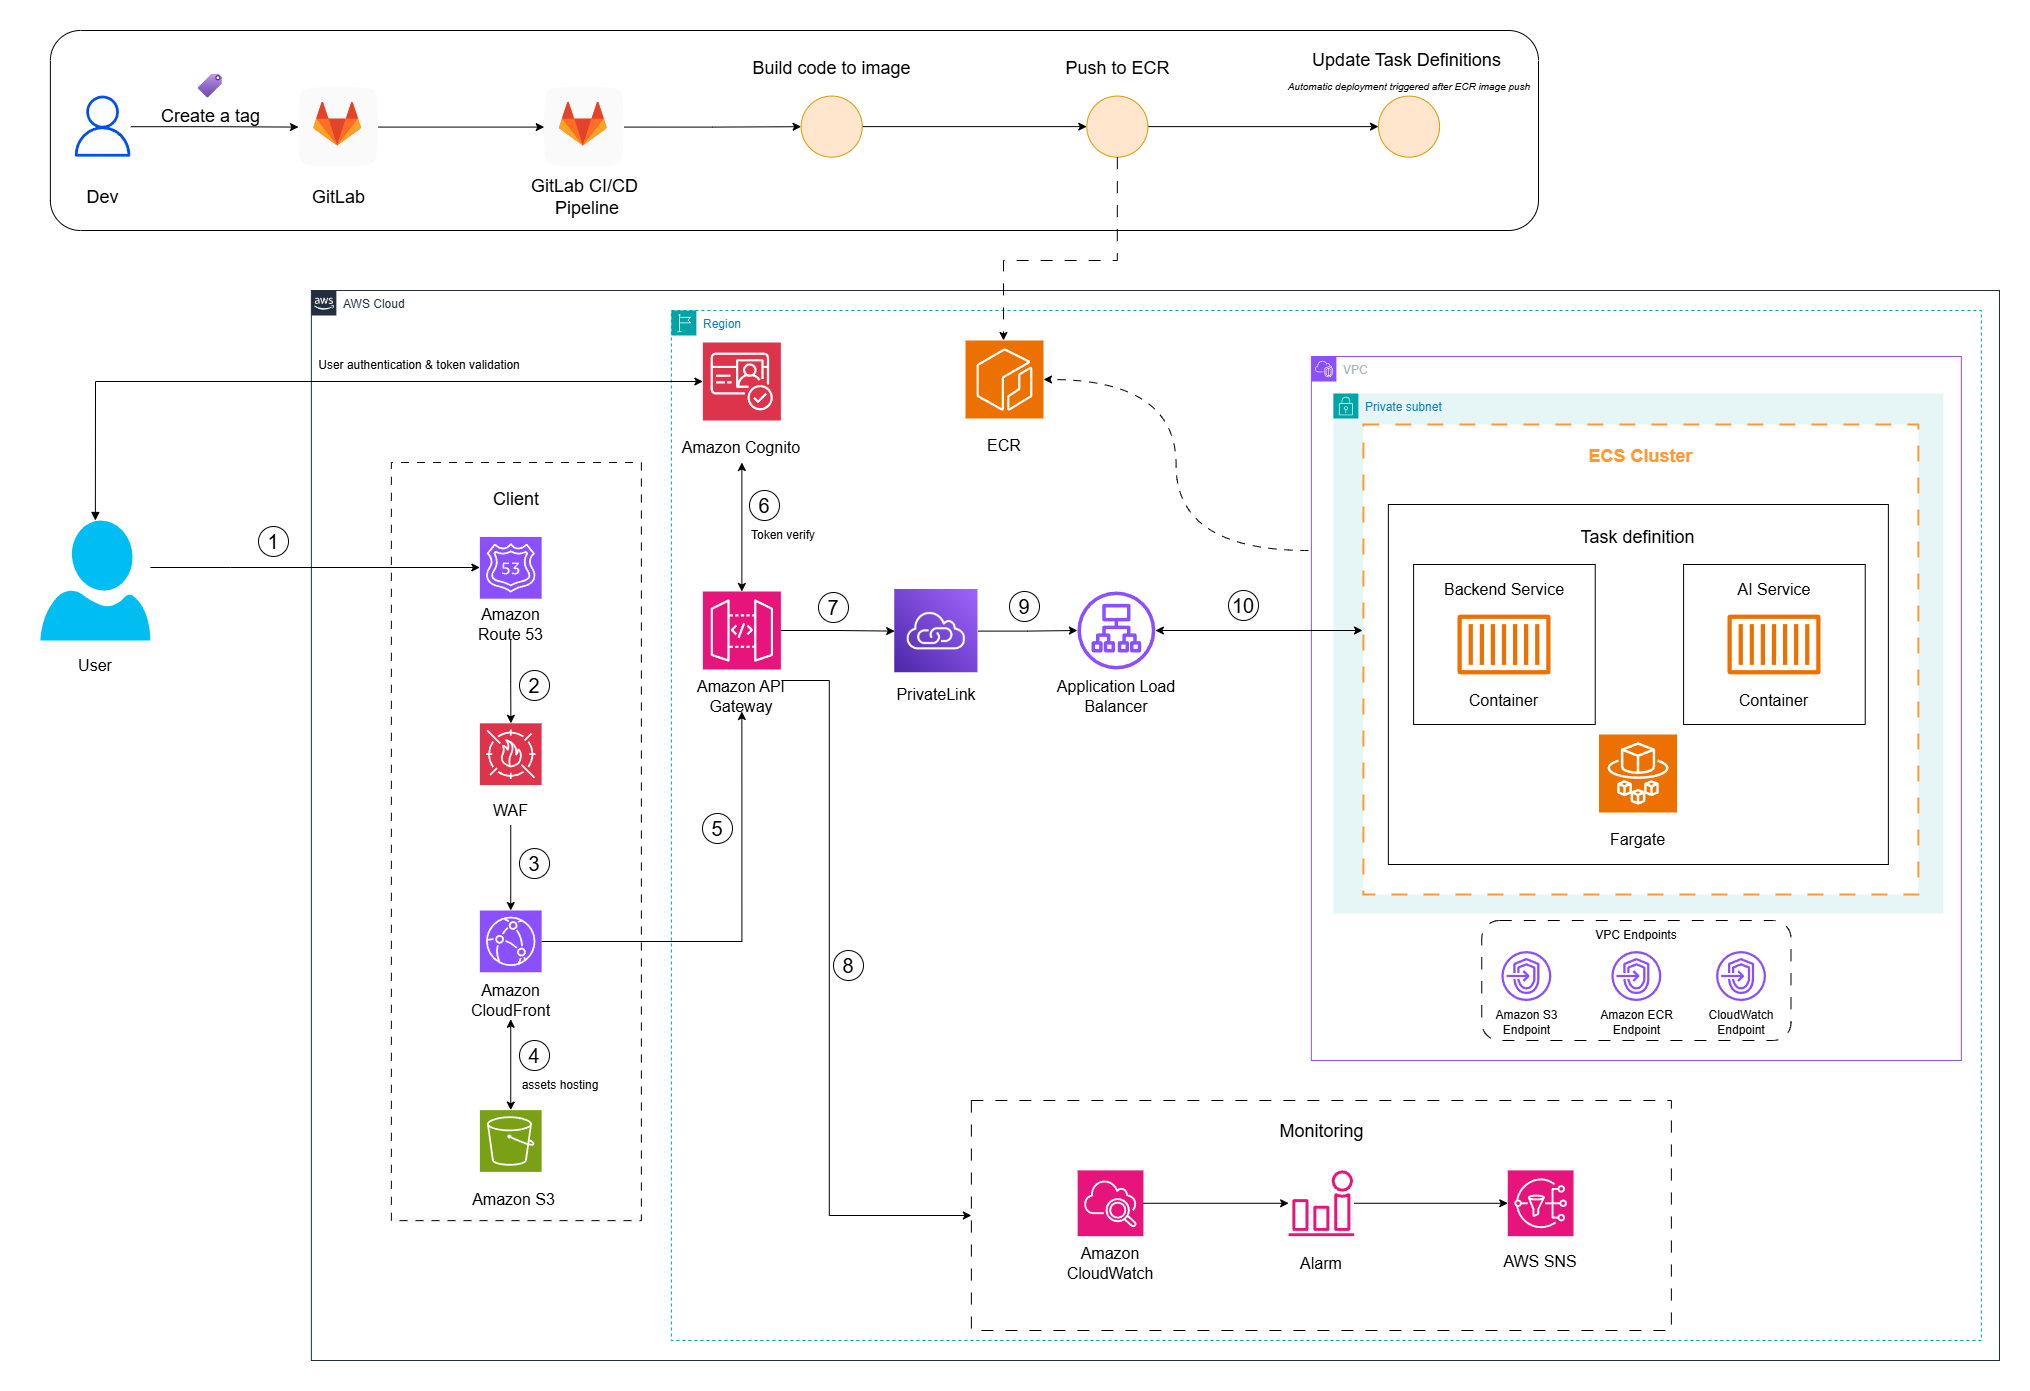 Build code to image
Push to ECR
Update Task Definitions
Automatic deployment triggered after ECR image push
Create a tag
Dev
GitLab
GitLab CI/CD
Pipeline
aws
AWS Cloud
Region
User authentication & token validation
Amazon Cognito
ECR
VPC
Private subnet
ECS Cluster
Client
6
Token verify
1
53
Amazon
Route 53
User
2
WAF
3
Amazon
CloudFront
4
assets hosting
Amazon S3
5
Amazon API
Gateway
7
PrivateLink
9
Application Load
Balancer
10
8
Task definition
Backend Service
Container
AI Service
Container
Fargate
VPC Endpoints
Amazon S3
Endpoint
Amazon ECR
Endpoint
CloudWatch
Endpoint
Monitoring
Amazon
CloudWatch
Alarm
AWS SNS